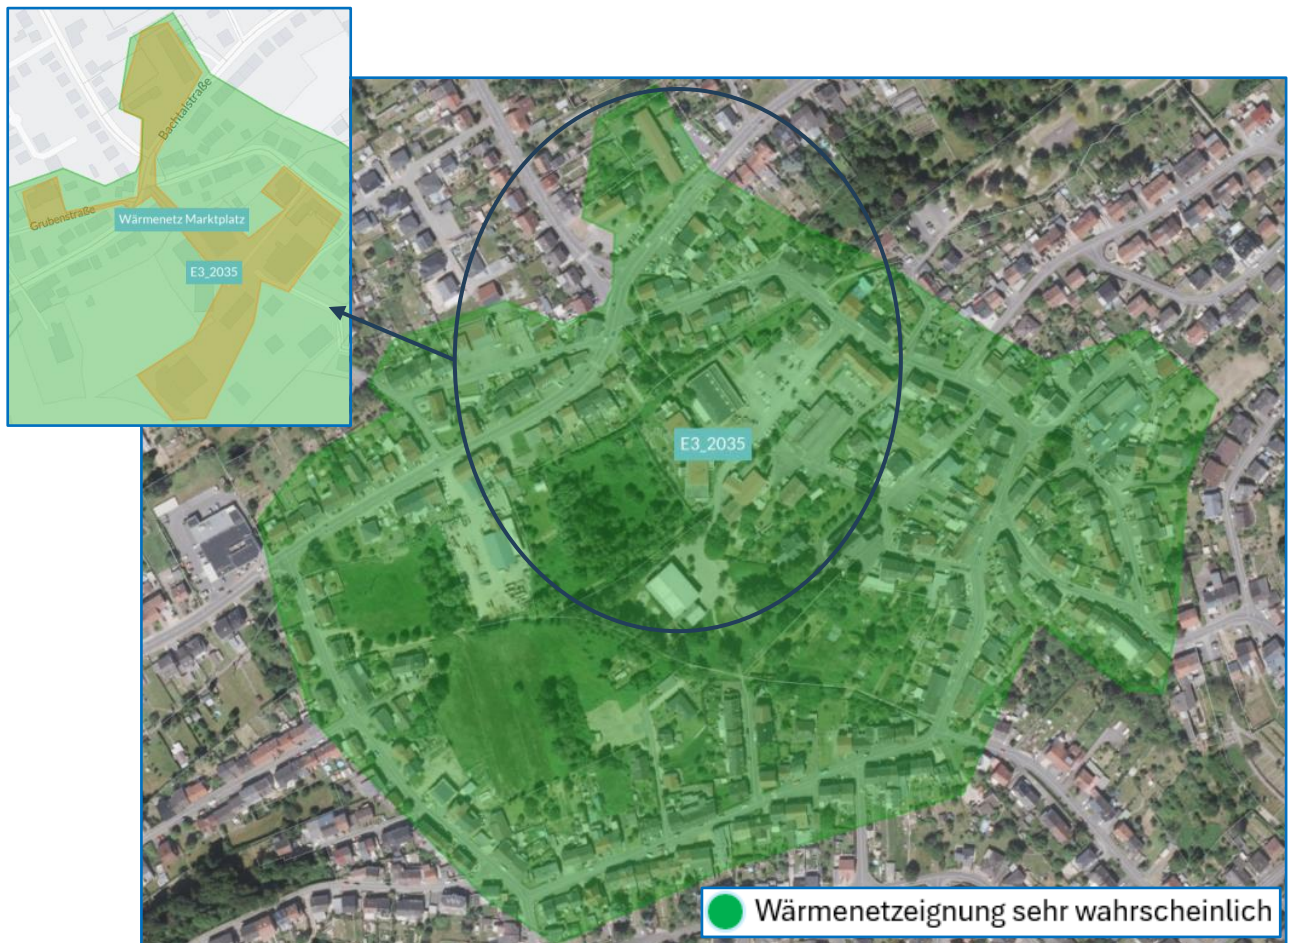 Bachtalstraße
Grubenstraße
Wärmenetz Marktplatz
E3_2035
E3_2035
Wärmenetzeignung sehr wahrscheinlich